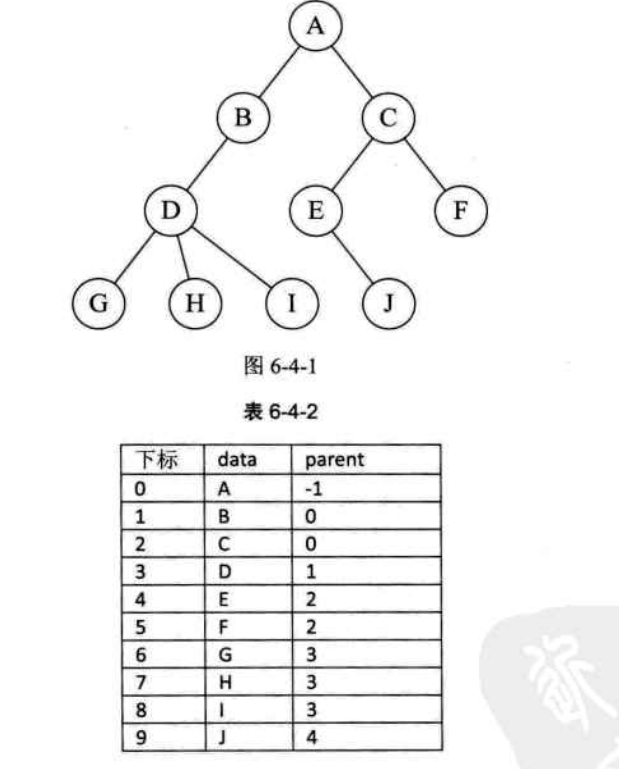 A
B C
D E F
G H I J
图 6-4-1
表 6-4-2
下标 data parent
0 A -1
1 B 0
2 C 0
3 D 1
4 E 2
5 F 2
6 G 3
7 H 3
8 I 3
9 J 4